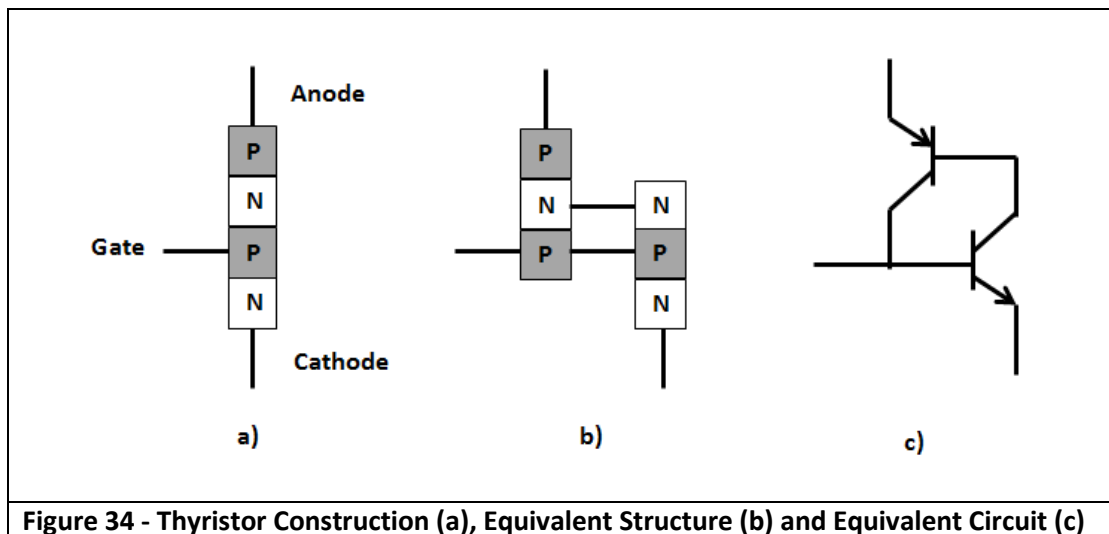 Anode
P
N
Gate
P
N
Cathode
a)
P
N
N
P
P
N
b)
c)
Figure 34 - Thyristor Construction (a), Equivalent Structure (b) and Equivalent Circuit (c)